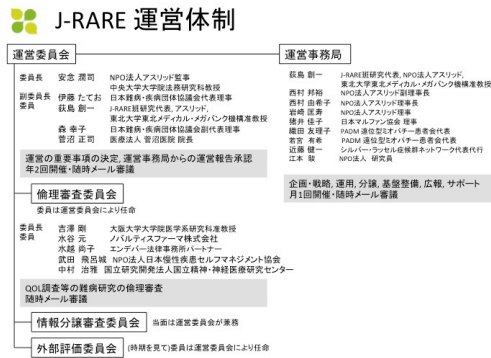 J-RARE 運営体制
運営委員会
委員長 安念 潤司 NPO法人アスリッド監事
中央大学大学院法務研究科教授
副委員長 伊藤 たてお 日本難病・疾病団体協議会代表理事
委員 荻島 創一 J-RARE班研究代表, アスリッド,
東北大学東北メディカル・メガバンク機構准教授
森 幸子 日本難病・疾病団体協議会副代表理事
菅沼 正司 医療法人 菅沼医院 院長
運営の重要事項の決定, 運営事務局からの運営報告承認
年2回開催・随時メール審議
倫理審査委員会
委員は運営委員会により任命
委員長 吉澤 剛 大阪大学大学院医学系研究科准教授
委員 水谷 元 ノバルティスファーマ株式会社
水越 尚子 エンデバー法律事務所パートナー
武田 飛呂城 NPO法人日本慢性疾患セルフマネジメント協会
中村 治雅 国立研究開発法人国立精神・神経医療研究センター
QOL調査等の難病研究の倫理審査
随時メール審議
情報分譲審査委員会 当面は運営委員会が兼務
外部評価委員会 (時期を見て)委員は運営委員会により任命
運営事務局
荻島 創一 J-RARE班研究代表, NPO法人アスリッド,
東北大学東北メディカル・メガバンク機構准教授
西村 邦裕 NPO法人アスリッド副理事長
西村 由希子 NPO法人アスリッド理事長
岩崎 匡寿 NPO法人アスリッド理事
猪井 佳子 日本マルファン協会 理事
織田 友理子 PADM 遠位型ミオパチー患者会代表
若宮 有希 PADM 遠位型ミオパチー患者会
近藤 健一 シルバー・ラッセル症候群ネットワーク代表代行
江本 駿 NPO法人 研究員
企画・戦略, 運用, 分譲, 基盤整備, 広報, サポート
月1回開催・随時メール審議